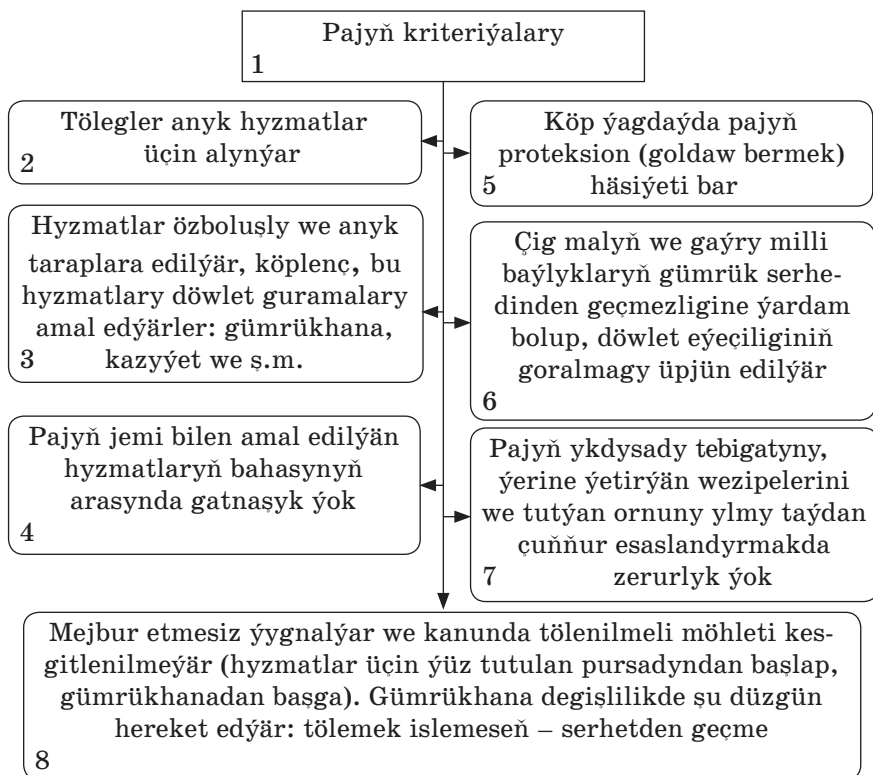 Pajyň kriteriýalary
1
Tölegler anyk hyzmatlar
üçin alynýar
2
Hyzmatlar özboluşly we anyk
taraplara edilýär, köplenç, bu
hyzmatlary döwlet guramalary
amal edýärler: gümrükhana,
kazyýet we ş.m.
3
Pajyň jemi bilen amal edilýän
hyzmatlaryň bahasynyň
arasynda gatnaşyk ýok
4
Köp ýagdaýda pajyň
proteksion (goldaw bermek)
häsiýeti bar
5
Çig malyň we gaýry milli
baýlyklaryň gümrük serhe-
dinden geçmezligine ýardam
bolup, döwlet eýeçiliginiň
goralmagy üpjün edilýär
6
Pajyň ykdysady tebigatyny,
ýerine ýetirýän wezipelerini
we tutýan ornuny ylmy taýdan
çuňňur esaslandyrmakda
zerurlyk ýok
7
Mejbur etmesiz ýygnalýar we kanunda tölenilmeli möhleti kes-
gitlenilmeýär (hyzmatlar üçin ýüz tutulan pursadyndan başlap,
gümrükhanadan başga). Gümrükhana degişlilikde şu düzgün
hereket edýär: tölemek islemeseň – serhetden geçme
8